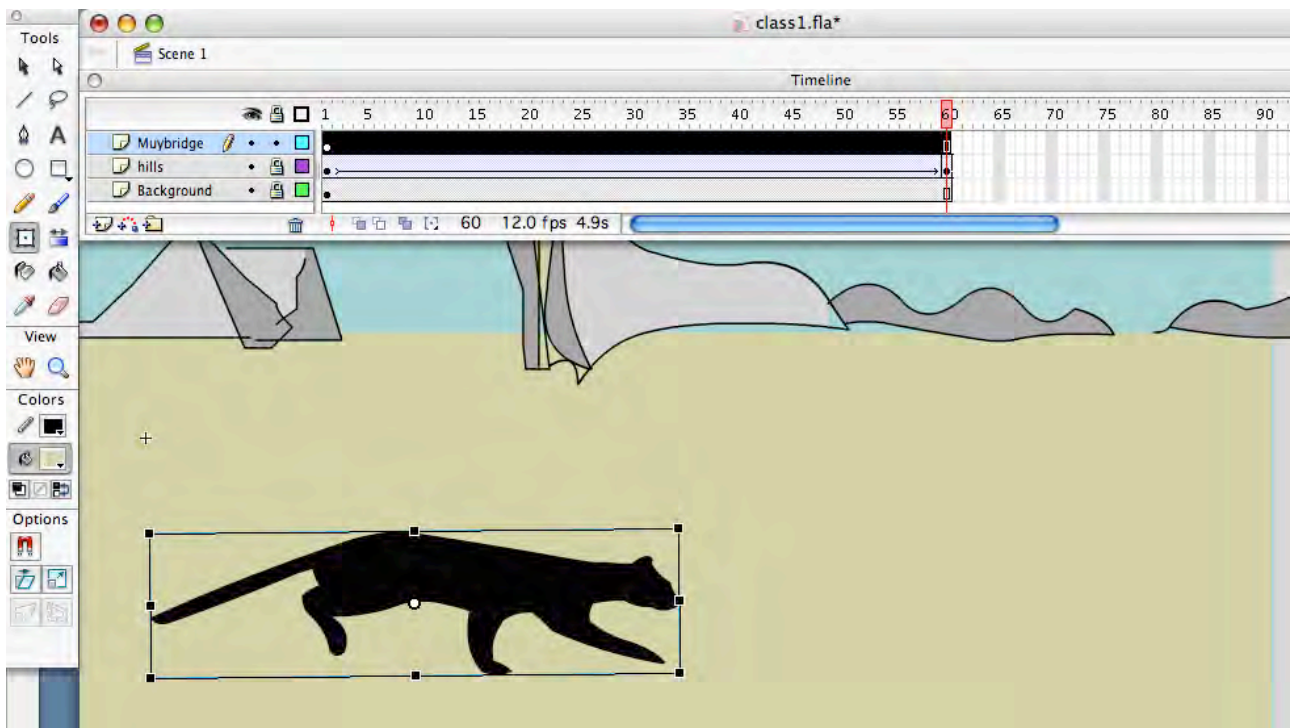 class1.fla*
Tools
Scene 1
Timeline
1 5 10 15 20 25 30 35 40 45 50 55 60 65 70 75 80 85 90
Muybridge
hills
Background
60 12.0 fps 4.9s
A
View
Colors
Options